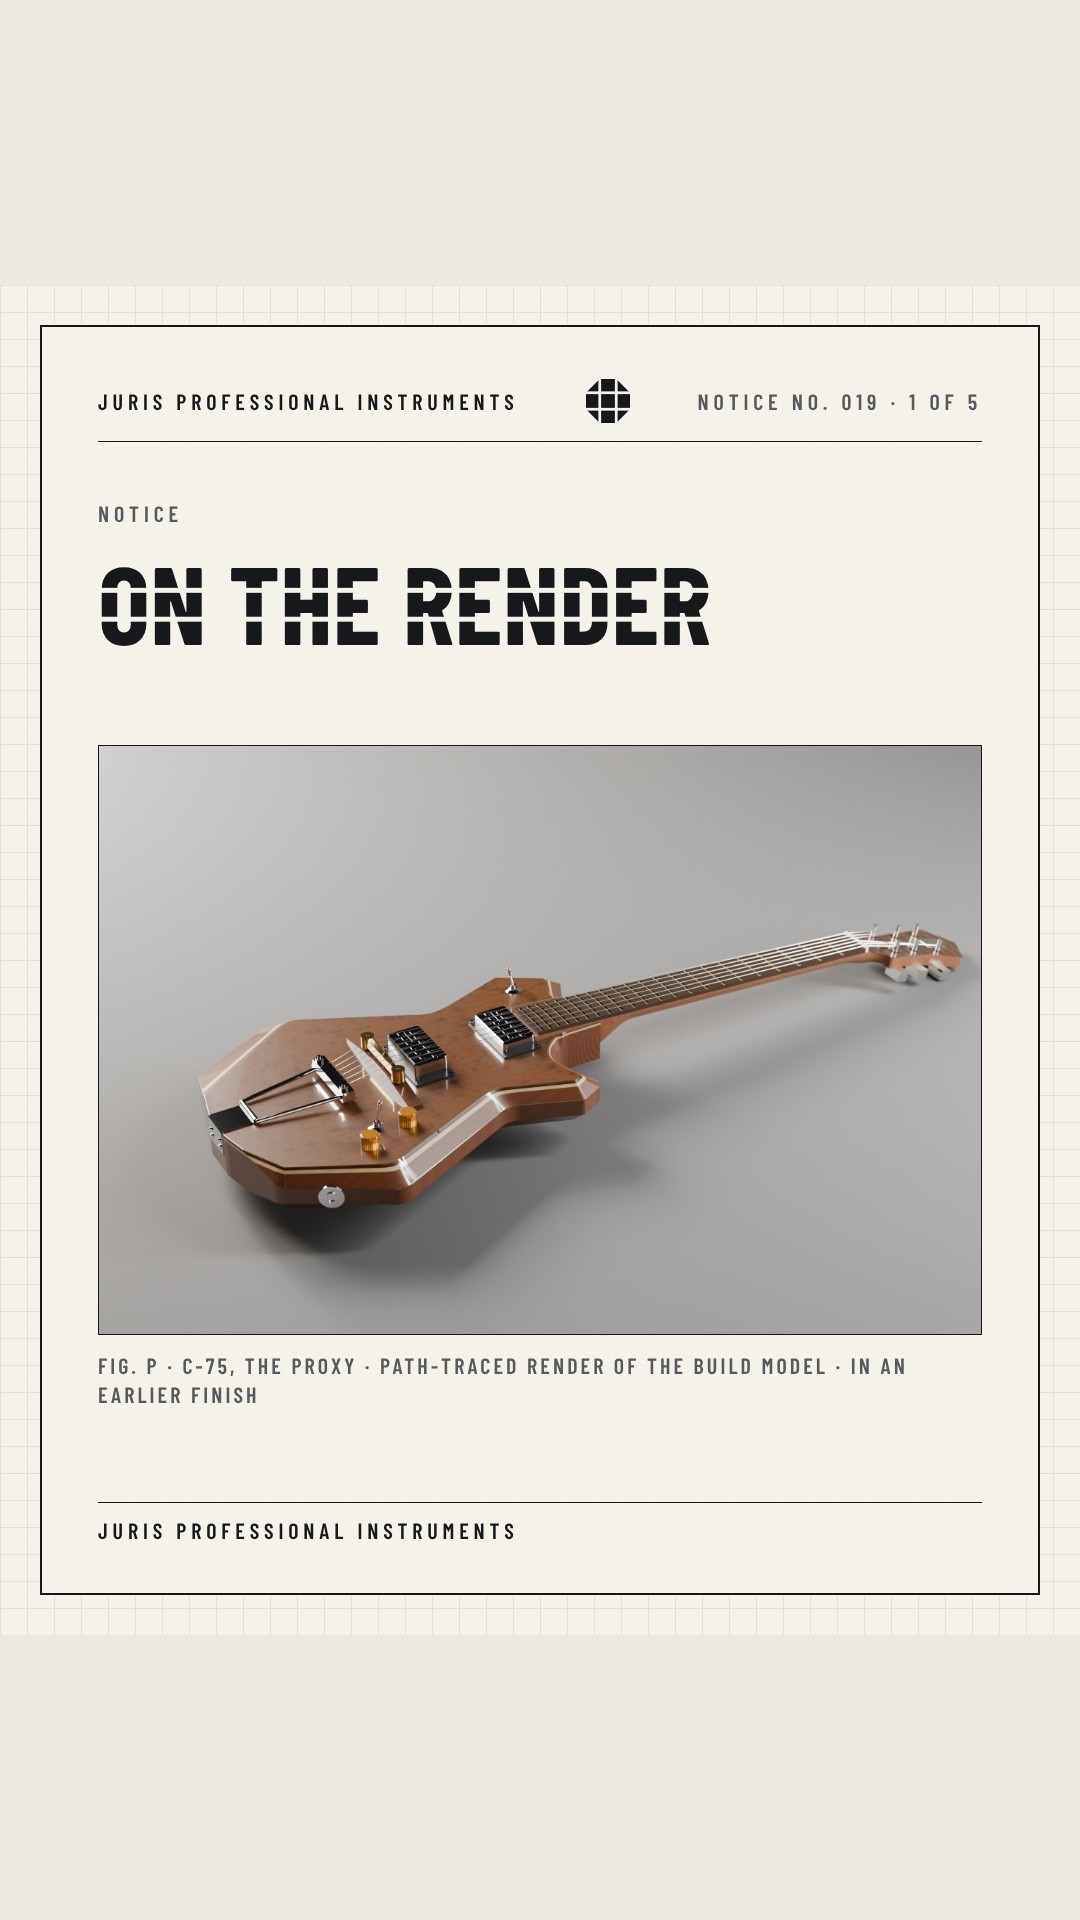 JURIS PROFESSIONAL INSTRUMENTS
NOTICE NO. 019 · 1 OF 5
NOTICE
ON THE RENDER
FIG. P · C-75, THE PROXY · PATH-TRACED RENDER OF THE BUILD MODEL · IN AN
EARLIER FINISH
JURIS PROFESSIONAL INSTRUMENTS